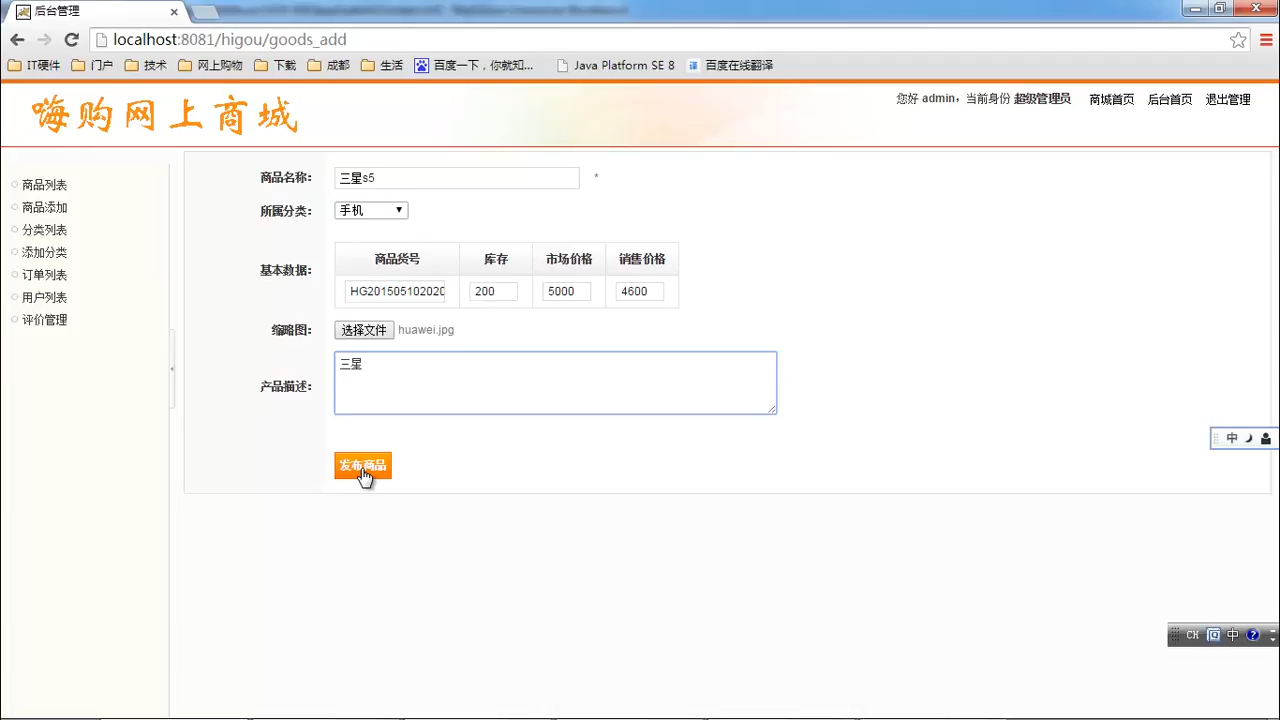 后台管理
localhost:8081/higou/goods_add
IT硬件 门户 技术 网上购物 下载 成都 生活 百度一下，你就知... Java Platform SE 8 百度在线翻译
嗨购网上商城
您好 admin，当前身份 超级管理员 商城首页 后台首页 退出管理
商品列表
商品添加
分类列表
添加分类
订单列表
用户列表
评价管理
商品名称： 三星s5 *
所属分类： 手机
基本数据：
商品货号 库存 市场价格 销售价格
HG201505102020 200 5000 4600
缩略图： 选择文件 huawei.jpg
产品描述： 三星
发布商品
中
CH 中